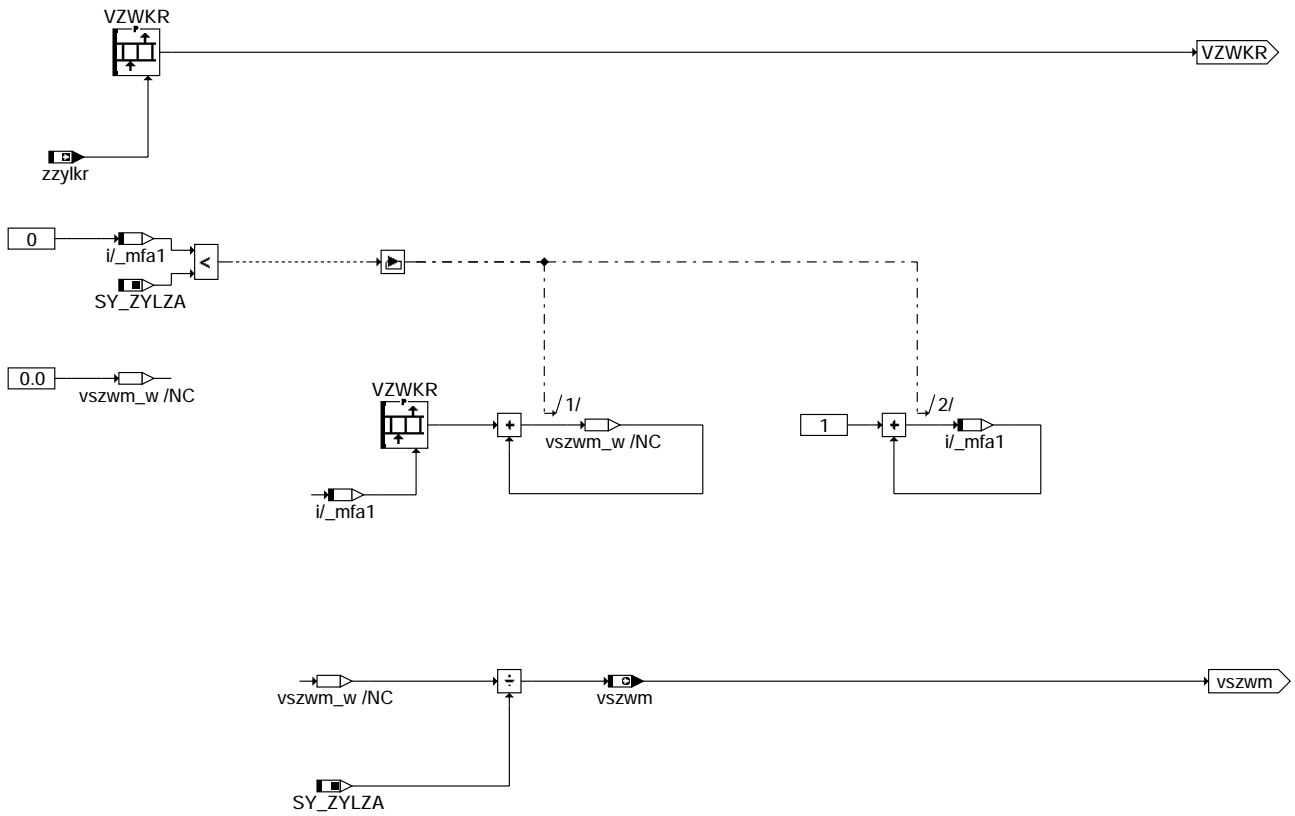 VZWKR
P
VZWKR
zzylkr
0
i/_mfa1
<
SY_ZYLZA
0.0
vszwm_w /NC
VZWKR
P
+
1/
vszwm_w /NC
1
+
2/
i/_mfa1
i/_mfa1
vszwm_w /NC
÷
vszwm
vszwm
SY_ZYLZA